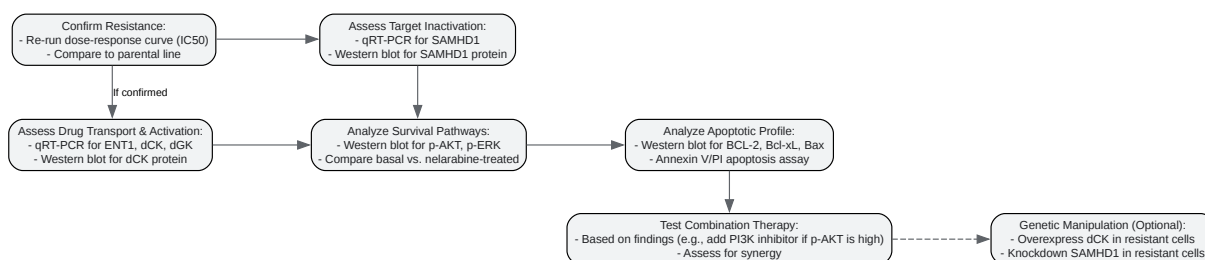 Confirm Resistance:
- Re-run dose-response curve (IC50)
- Compare to parental line
Assess Target Inactivation:
- qRT-PCR for SAMHD1
- Western blot for SAMHD1 protein
If confirmed
Assess Drug Transport & Activation:
- qRT-PCR for ENT1, dCK, dGK
- Western blot for dCK protein
Analyze Survival Pathways:
- Western blot for p-AKT, p-ERK
- Compare basal vs. nelarabine-treated
Analyze Apoptotic Profile:
- Western blot for BCL-2, Bcl-xL, Bax
- Annexin V/PI apoptosis assay
Test Combination Therapy:
- Based on findings (e.g., add PI3K inhibitor if p-AKT is high)
- Assess for synergy
Genetic Manipulation (Optional):
- Overexpress dCK in resistant cells
- Knockdown SAMHD1 in resistant cells